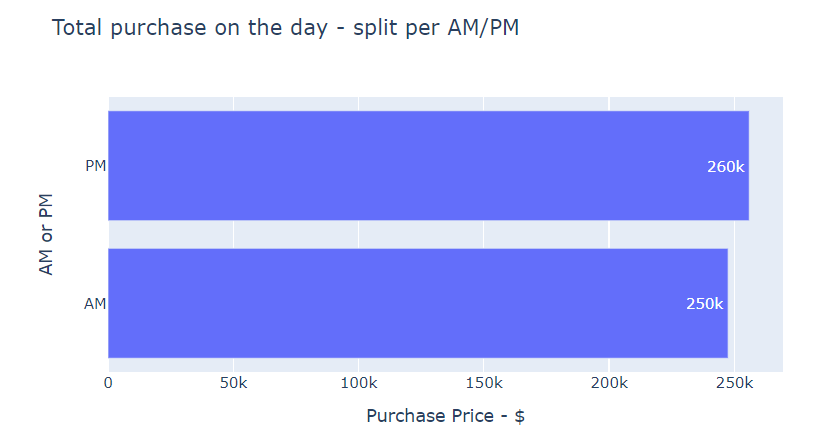 Total purchase on the day - split per AM/PM
AM or PM
PM
260k
AM
250k
0 50k 100k 150k 200k 250k
Purchase Price - $